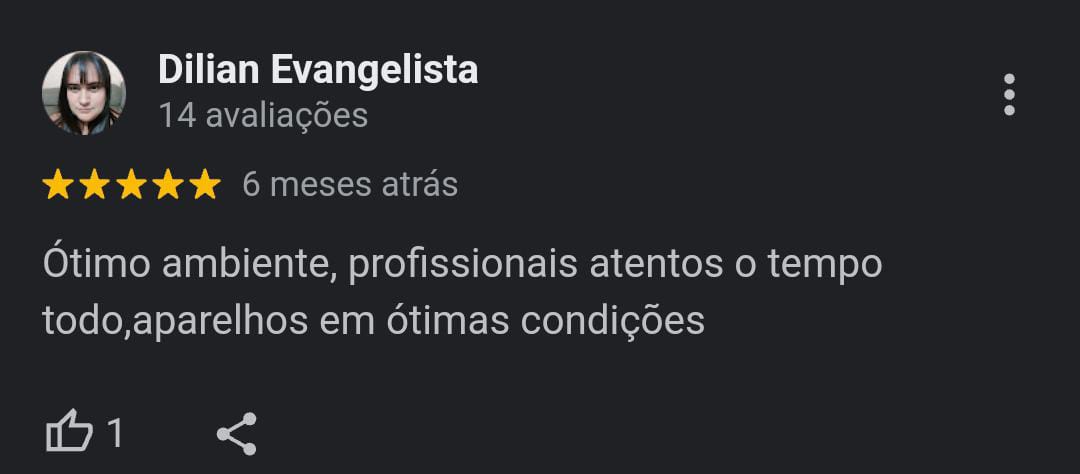 Dilian Evangelista
14 avaliações
6 meses atrás
Ótimo ambiente, profissionais atentos o tempo
todo,aparelhos em ótimas condições
1